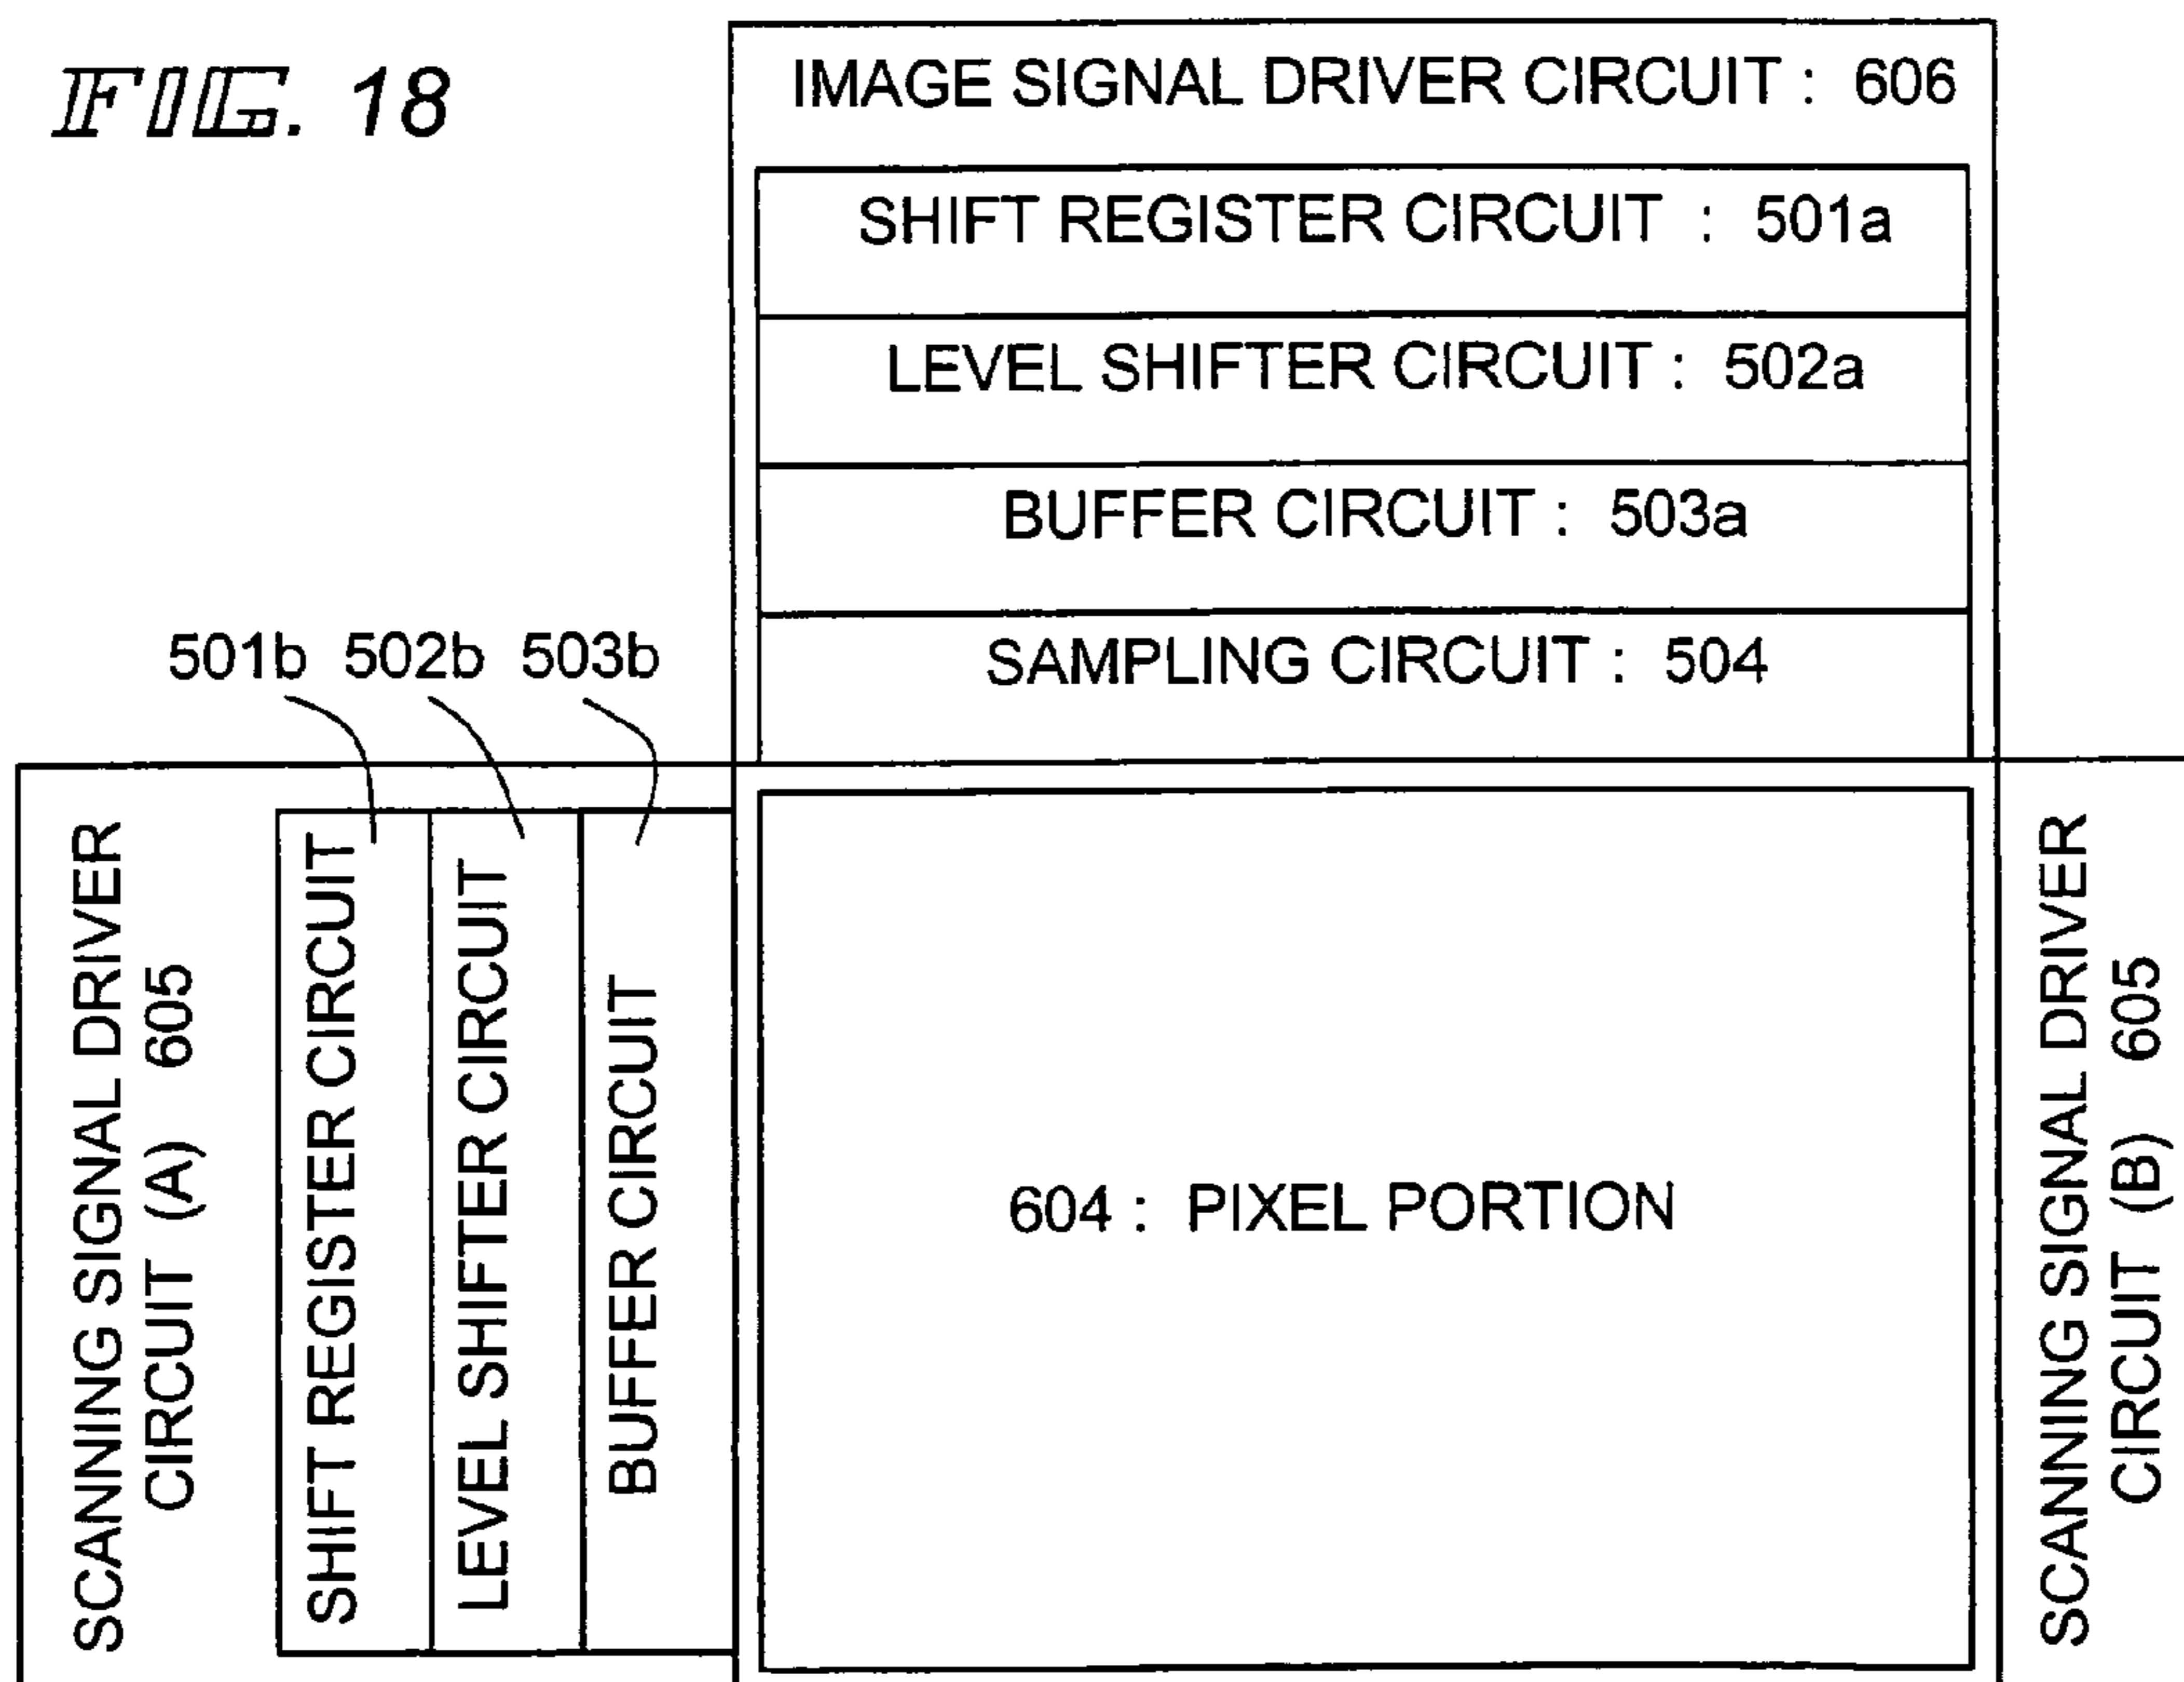 FIG. 18
IMAGE SIGNAL DRIVER CIRCUIT : 606
SHIFT REGISTER CIRCUIT : 501a
LEVEL SHIFTER CIRCUIT : 502a
BUFFER CIRCUIT : 503a
SAMPLING CIRCUIT : 504
501b 502b 503b
SCANNING SIGNAL DRIVER
CIRCUIT (A) 605
SHIFT REGISTER CIRCUIT
LEVEL SHIFTER CIRCUIT
BUFFER CIRCUIT
604 : PIXEL PORTION
SCANNING SIGNAL DRIVER
CIRCUIT (B) 605